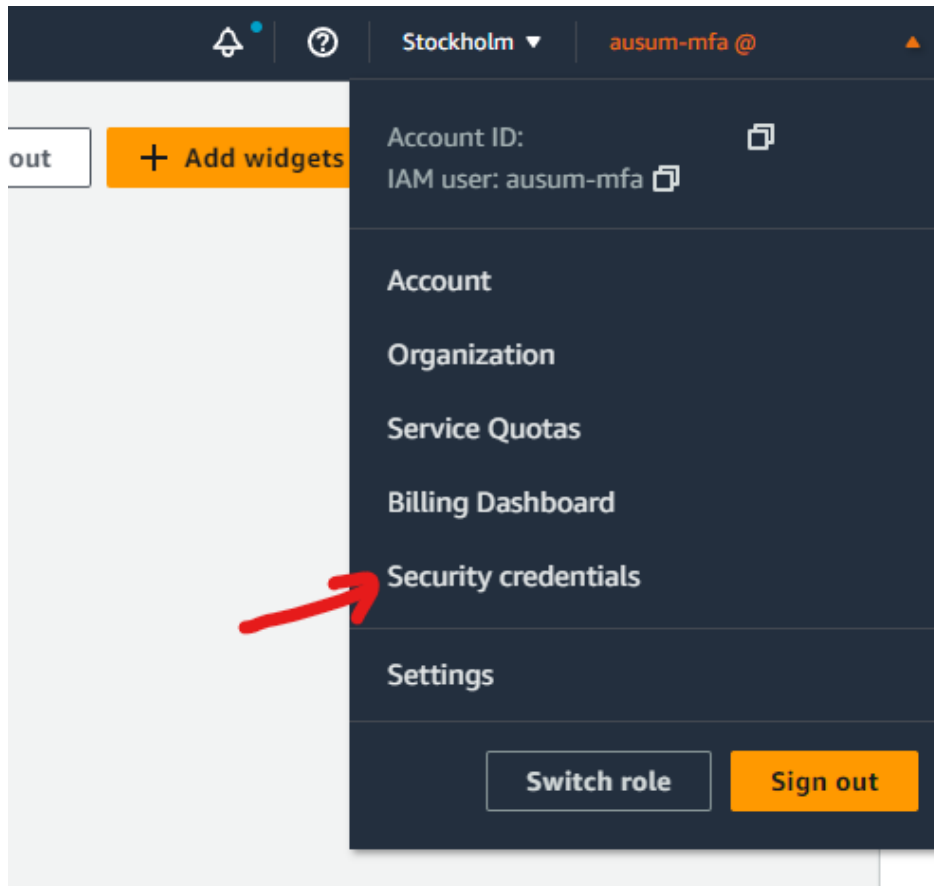 Stockholm ▼ ausum-mfa @ ▲
out
+ Add widgets
Account ID:
IAM user: ausum-mfa
Account
Organization
Service Quotas
Billing Dashboard
Security credentials
Settings
Switch role
Sign out